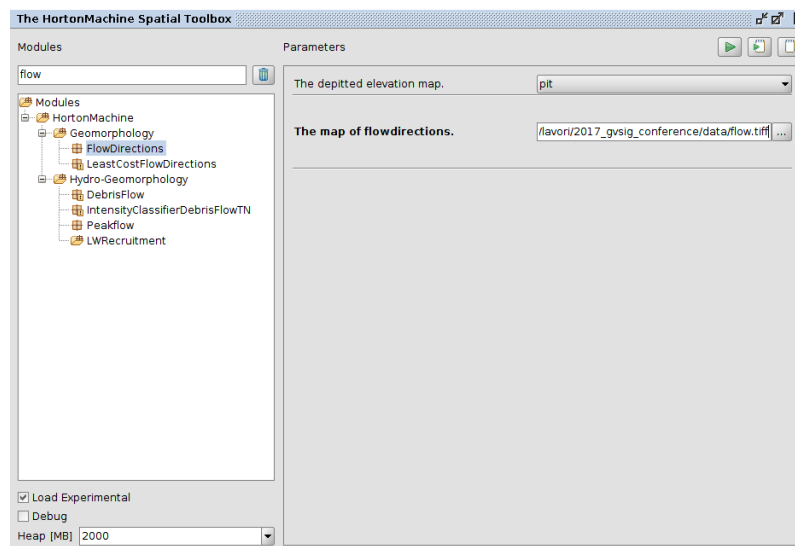 The HortonMachine Spatial Toolbox
Modules
Parameters
flow
The depitted elevation map.
pit
Modules
HortonMachine
Geomorphology
The map of flowdirections.
/lavori/2017_gvsig_conference/data/flow.tiff
...
FlowDirections
LeastCostFlowDirections
Hydro-Geomorphology
DebrisFlow
IntensityClassifierDebrisFlowTN
Peakflow
LWRecruitment
Load Experimental
Debug
Heap [MB]
2000